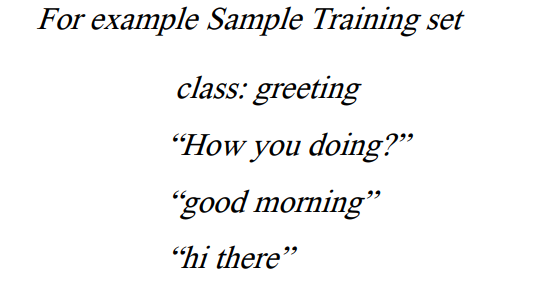 For example Sample Training set
class: greeting
“How you doing?”
“good morning”
“hi there”